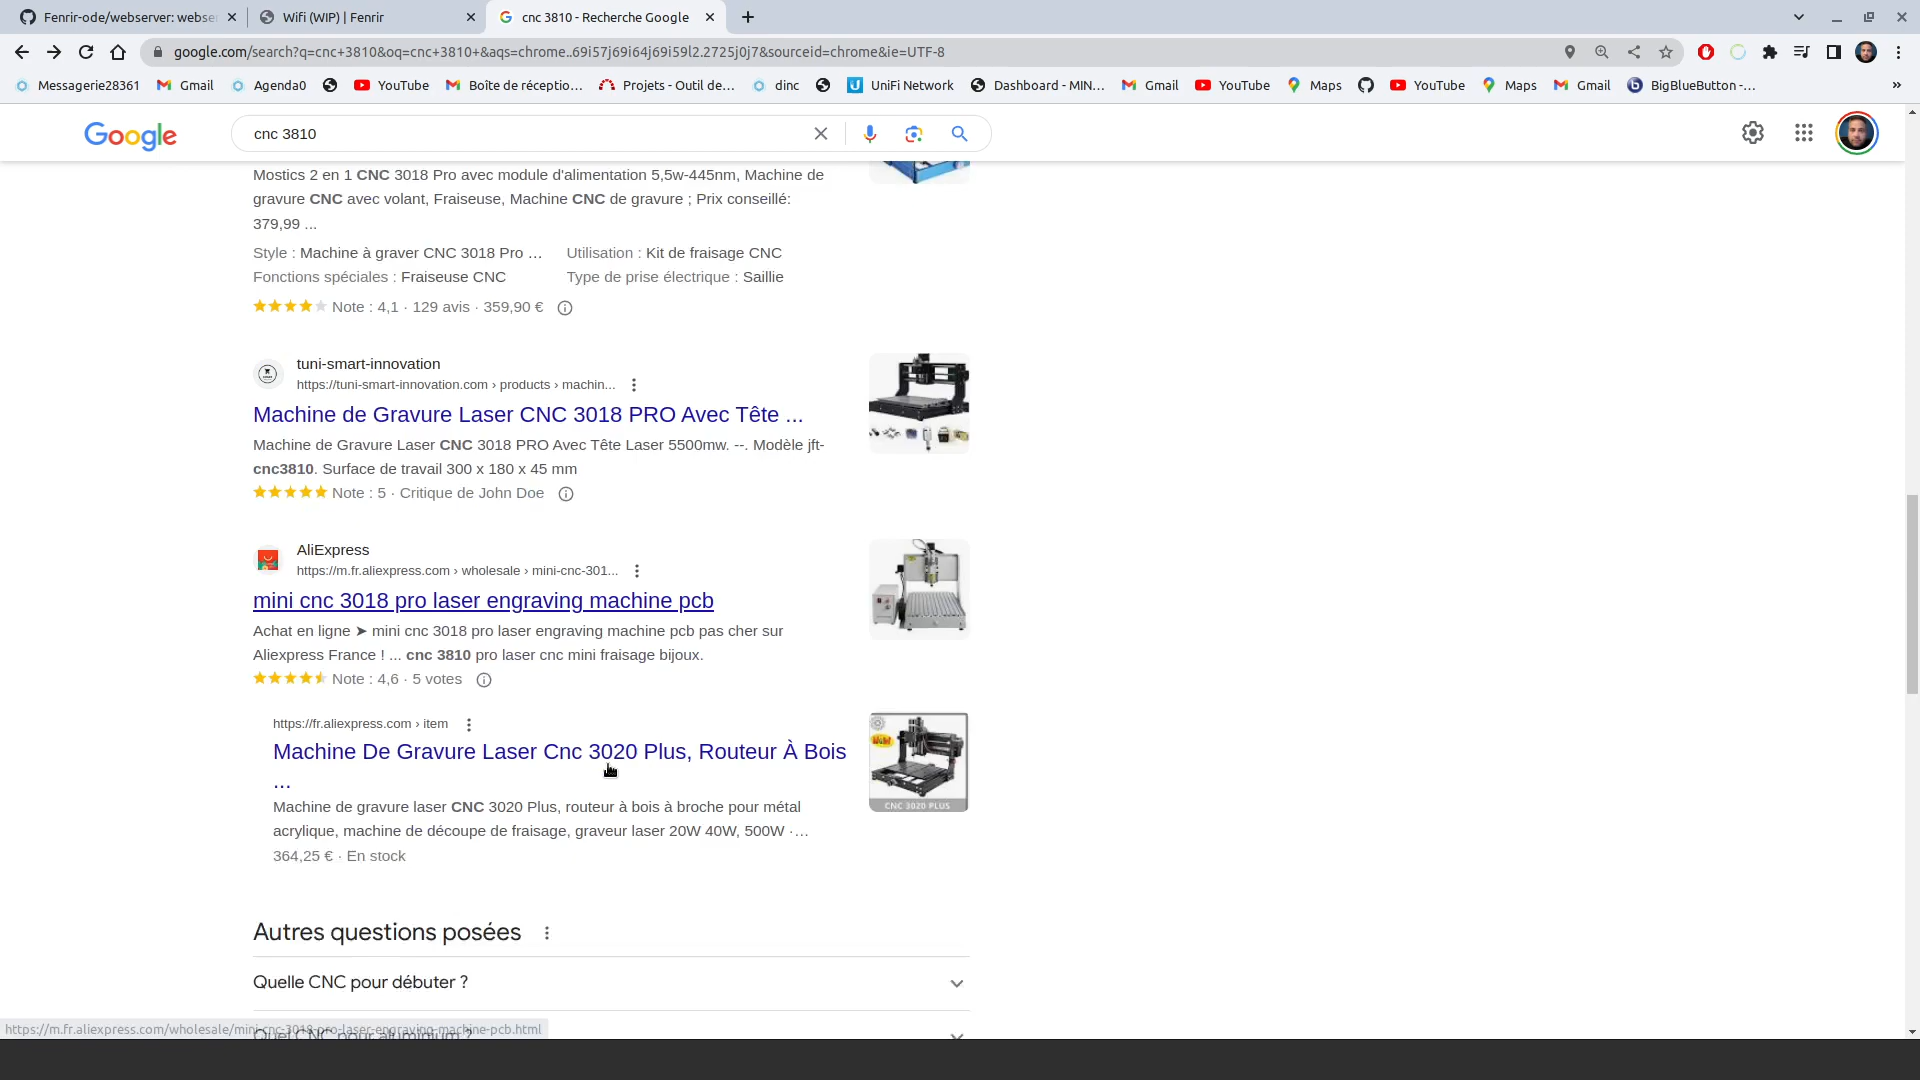 Fenrir-ode/webserver: webser
Wifi (WIP) | Fenrir
cnc 3810 - Recherche Google
google.com/search?q=cnc+3810&oq=cnc+3810+&aqs=chrome..69i57j69i64j69i59l2.2725j0j7&sourceid=chrome&ie=UTF-8
Messagerie28361
Gmail
Agenda0
YouTube
Boîte de réceptio...
Projets - Outil de...
dinc
UniFi Network
Dashboard - MIN...
Gmail
YouTube
Maps
YouTube
Maps
Gmail
BigBlueButton -...
»
Google
cnc 3810
Mostics 2 en 1 CNC 3018 Pro avec module d'alimentation 5,5w-445nm, Machine de
gravure CNC avec volant, Fraiseuse, Machine CNC de gravure ; Prix conseillé:
379,99 ...
Style : Machine à graver CNC 3018 Pro ...
Utilisation : Kit de fraisage CNC
Fonctions spéciales : Fraiseuse CNC
Type de prise électrique : Saillie
Note : 4,1 · 129 avis · 359,90 €
tuni-smart-innovation
https://tuni-smart-innovation.com › products › machin...
Machine de Gravure Laser CNC 3018 PRO Avec Tête ...
Machine de Gravure Laser CNC 3018 PRO Avec Tête Laser 5500mw. --. Modèle jft-
cnc3810. Surface de travail 300 x 180 x 45 mm
Note : 5 · Critique de John Doe
AliExpress
https://m.fr.aliexpress.com › wholesale › mini-cnc-301...
mini cnc 3018 pro laser engraving machine pcb
Achat en ligne ➤ mini cnc 3018 pro laser engraving machine pcb pas cher sur
Aliexpress France ! ... cnc 3810 pro laser cnc mini fraisage bijoux.
Note : 4,6 · 5 votes
https://fr.aliexpress.com › item
Machine De Gravure Laser Cnc 3020 Plus, Routeur À Bois
...
Machine de gravure laser CNC 3020 Plus, routeur à bois à broche pour métal
acrylique, machine de découpe de fraisage, graveur laser 20W 40W, 500W ·...
364,25 € · En stock
NEW
CNC 3020 PLUS
Autres questions posées
Quelle CNC pour débuter ?
Quel CNC pour aluminium ?
https://m.fr.aliexpress.com/wholesale/mini-cnc-3018-pro-laser-engraving-machine-pcb.html